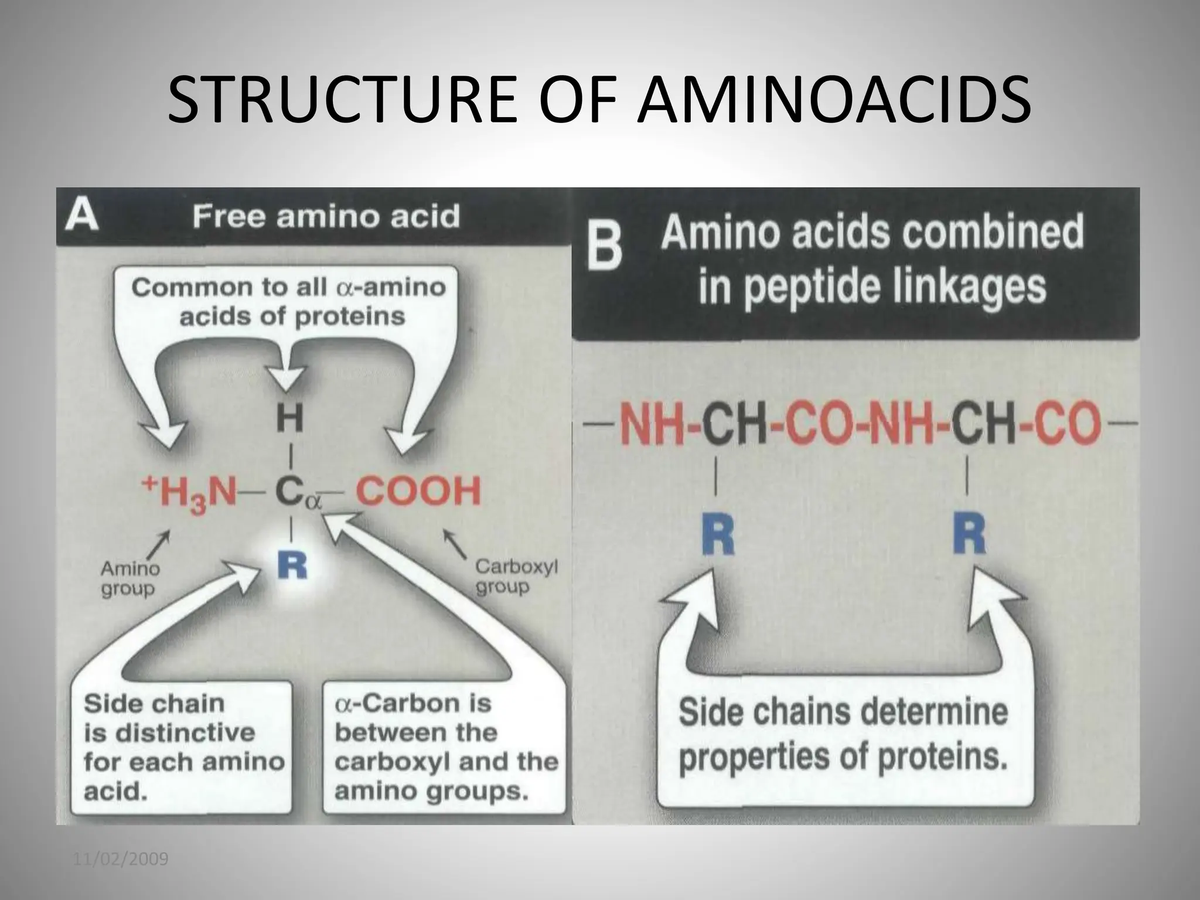 STRUCTURE OF AMINOACIDS
A
Free amino acid
Common to all α-amino
acids of proteins
H
⁺H₃N—Cα—COOH
R
Amino
group
Carboxyl
group
Side chain
is distinctive
for each amino
acid.
α-Carbon is
between the
carboxyl and the
amino groups.
B
Amino acids combined
in peptide linkages
—NH-CH-CO-NH-CH-CO—
R R
Side chains determine
properties of proteins.
11/02/2009